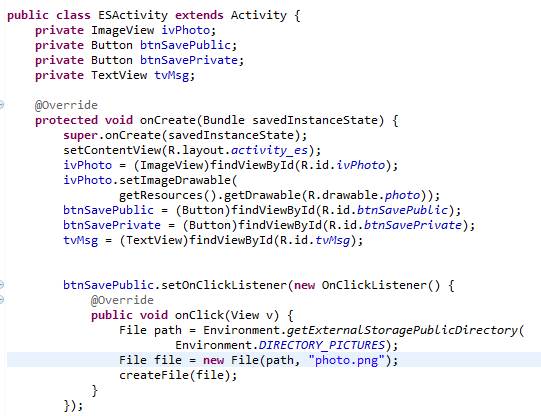 public class ESActivity extends Activity {
    private ImageView ivPhoto;
    private Button btnSavePublic;
    private Button btnSavePrivate;
    private TextView tvMsg;

    @Override
    protected void onCreate(Bundle savedInstanceState) {
        super.onCreate(savedInstanceState);
        setContentView(R.layout.activity_es);
        ivPhoto = (ImageView)findViewById(R.id.ivPhoto);
        ivPhoto.setImageDrawable(
                getResources().getDrawable(R.drawable.photo));
        btnSavePublic = (Button)findViewById(R.id.btnSavePublic);
        btnSavePrivate = (Button)findViewById(R.id.btnSavePrivate);
        tvMsg = (TextView)findViewById(R.id.tvMsg);

        btnSavePublic.setOnClickListener(new OnClickListener() {
            @Override
            public void onClick(View v) {
                File path = Environment.getExternalStoragePublicDirectory(
                        Environment.DIRECTORY_PICTURES);
                File file = new File(path, "photo.png");
                createFile(file);
            }
        });